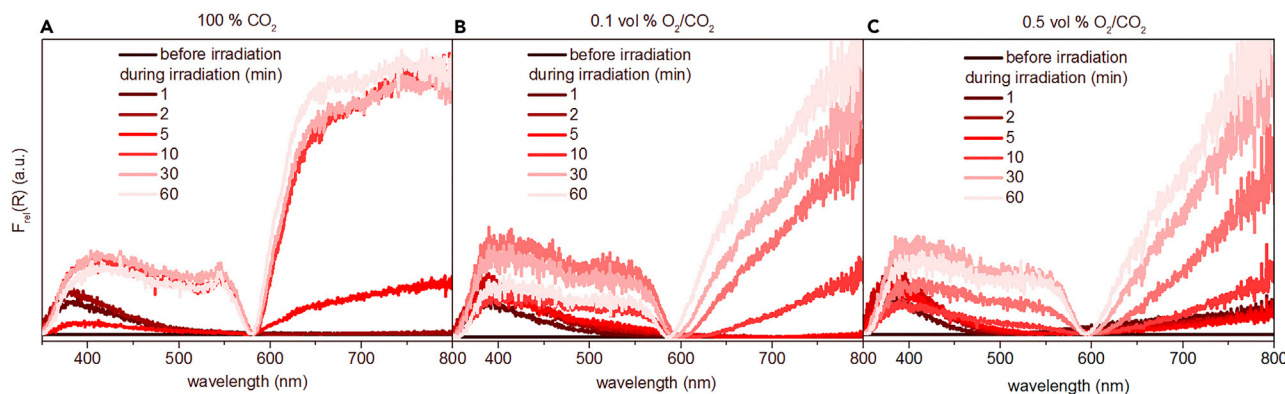 A
100 % CO₂
before irradiation
during irradiation (min)
1
2
5
10
30
60
Fᵣₑₗ(R) (a.u.)
400 500 600 700 800
wavelength (nm)
B
0.1 vol % O₂/CO₂
before irradiation
during irradiation (min)
1
2
5
10
30
60
400 500 600 700 800
wavelength (nm)
C
0.5 vol % O₂/CO₂
before irradiation
during irradiation (min)
1
2
5
10
30
60
400 500 600 700 800
wavelength (nm)